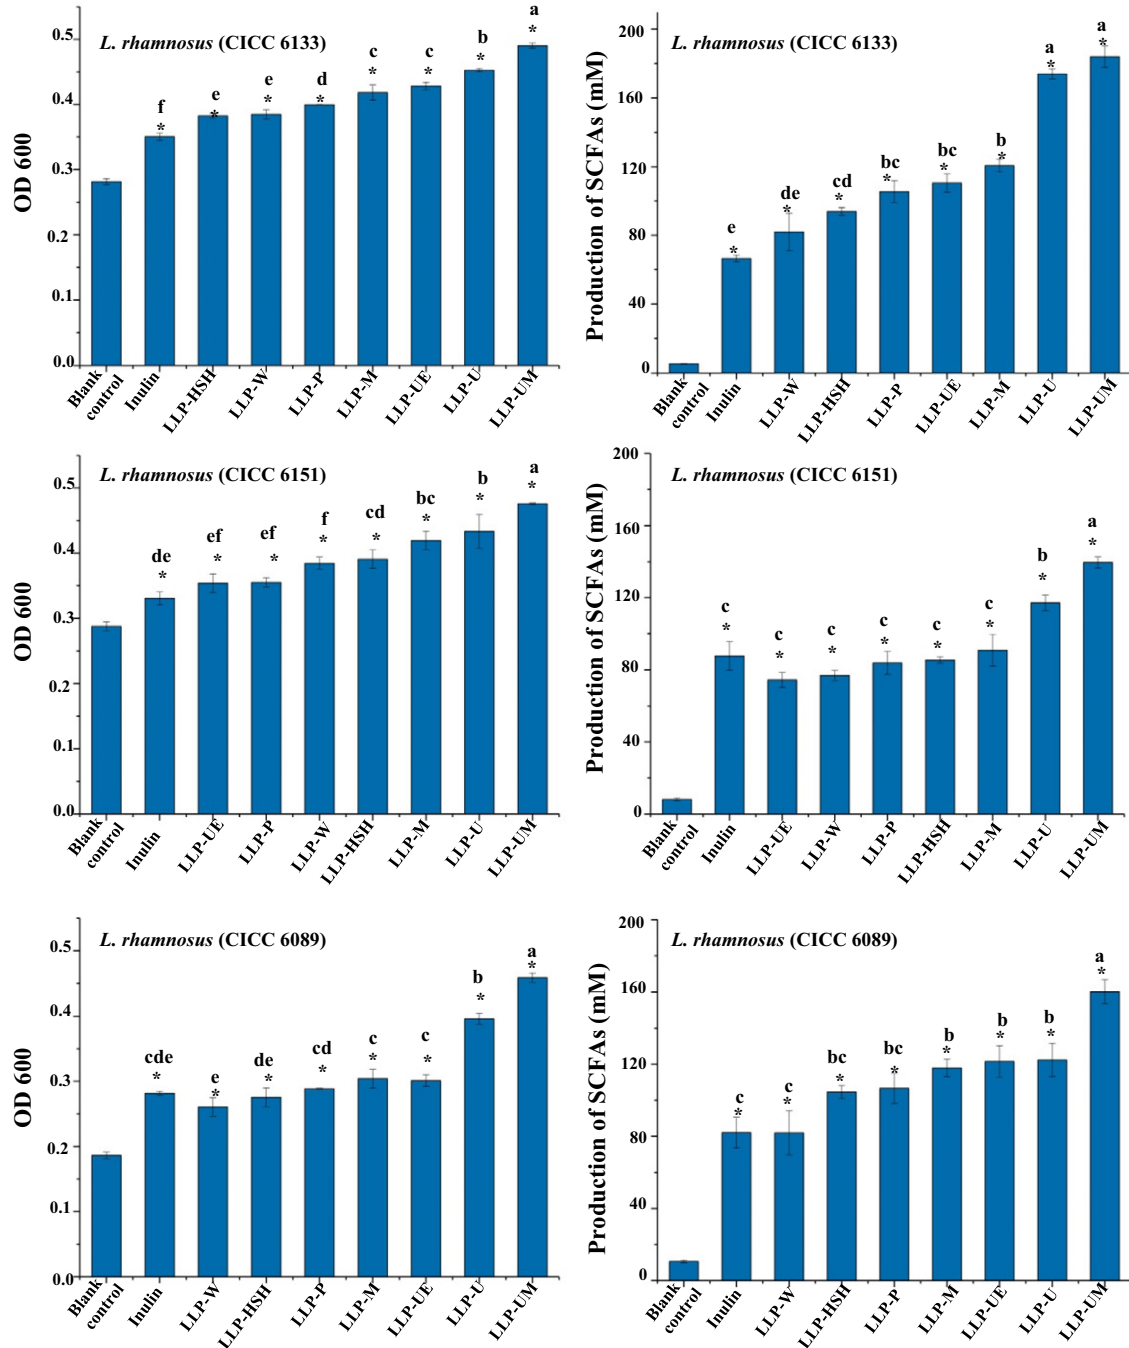 L. rhamnosus (CICC 6133)
OD 600
0.5
0.4
0.3
0.2
0.1
0.0
f
e
e
d
c
c
b
a
* * * * * * * *
Blank control
Inulin
LLP-HSH
LLP-W
LLP-P
LLP-M
LLP-UE
LLP-U
LLP-UM
L. rhamnosus (CICC 6133)
Production of SCFAs (mM)
200
160
120
80
40
0
e
de
cd
bc
bc
b
a
a
* * * * * * * *
Blank control
Inulin
LLP-W
LLP-HSH
LLP-P
LLP-UE
LLP-M
LLP-U
LLP-UM
L. rhamnosus (CICC 6151)
OD 600
0.5
0.4
0.3
0.2
0.1
0.0
de
ef
ef
f
cd
bc
b
a
* * * * * * * *
Blank control
Inulin
LLP-UE
LLP-P
LLP-W
LLP-HSH
LLP-M
LLP-U
LLP-UM
L. rhamnosus (CICC 6151)
Production of SCFAs (mM)
200
160
120
80
40
0
c
c
c
c
c
c
b
a
* * * * * * * *
Blank control
Inulin
LLP-UE
LLP-W
LLP-P
LLP-HSH
LLP-M
LLP-U
LLP-UM
L. rhamnosus (CICC 6089)
OD 600
0.5
0.4
0.3
0.2
0.1
0.0
cde
e
de
cd
c
c
b
a
* * * * * * * *
Blank control
Inulin
LLP-W
LLP-HSH
LLP-P
LLP-M
LLP-UE
LLP-U
LLP-UM
L. rhamnosus (CICC 6089)
Production of SCFAs (mM)
200
160
120
80
40
0
c
c
bc
bc
b
b
b
a
* * * * * * * *
Blank control
Inulin
LLP-W
LLP-HSH
LLP-P
LLP-M
LLP-UE
LLP-U
LLP-UM